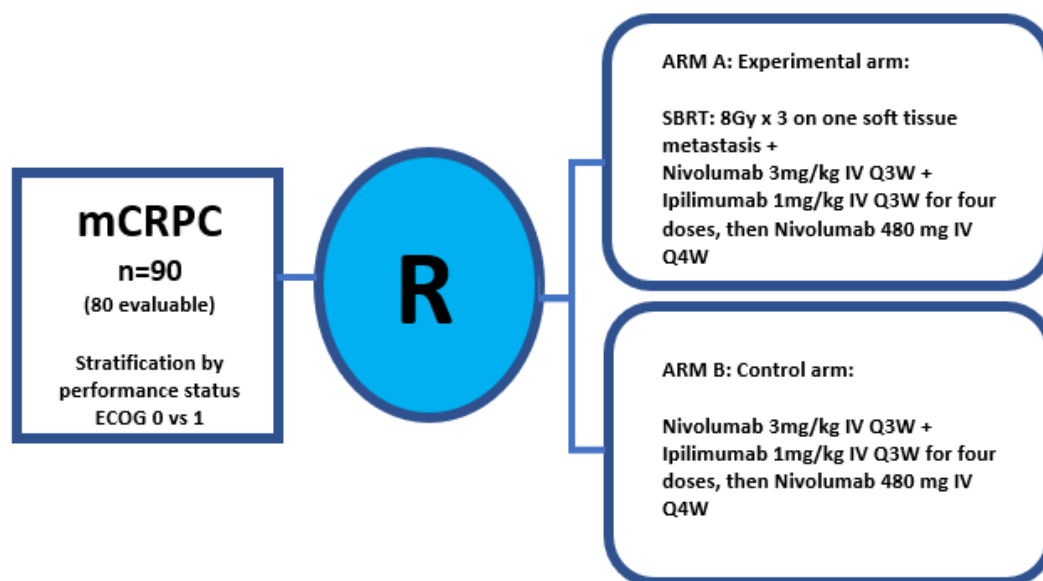 mCRPC
n=90
(80 evaluable)
Stratification by
performance status
ECOG 0 vs 1
R
ARM A: Experimental arm:
SBRT: 8Gy x 3 on one soft tissue
metastasis +
Nivolumab 3mg/kg IV Q3W +
Ipilimumab 1mg/kg IV Q3W for four
doses, then Nivolumab 480 mg IV
Q4W
ARM B: Control arm:
Nivolumab 3mg/kg IV Q3W +
Ipilimumab 1mg/kg IV Q3W for four
doses, then Nivolumab 480 mg IV
Q4W